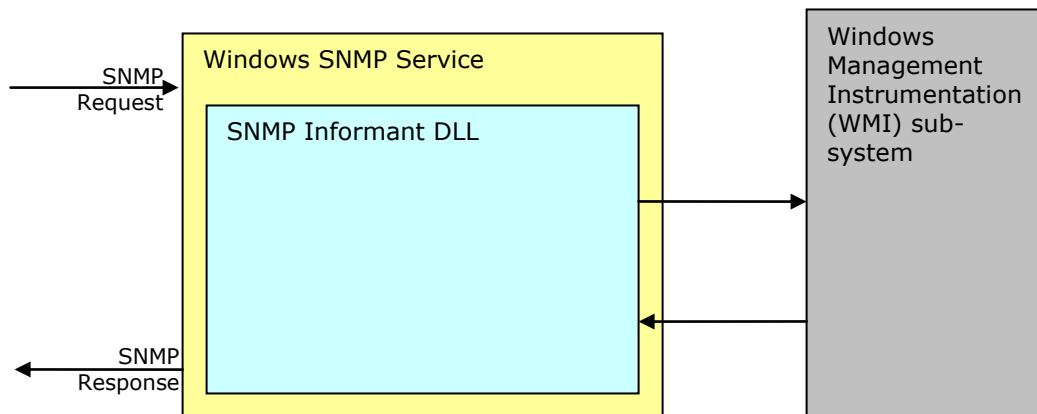 SNMP
Request
Windows SNMP Service
SNMP Informant DLL
Windows
Management
Instrumentation
(WMI) sub-
system
SNMP
Response